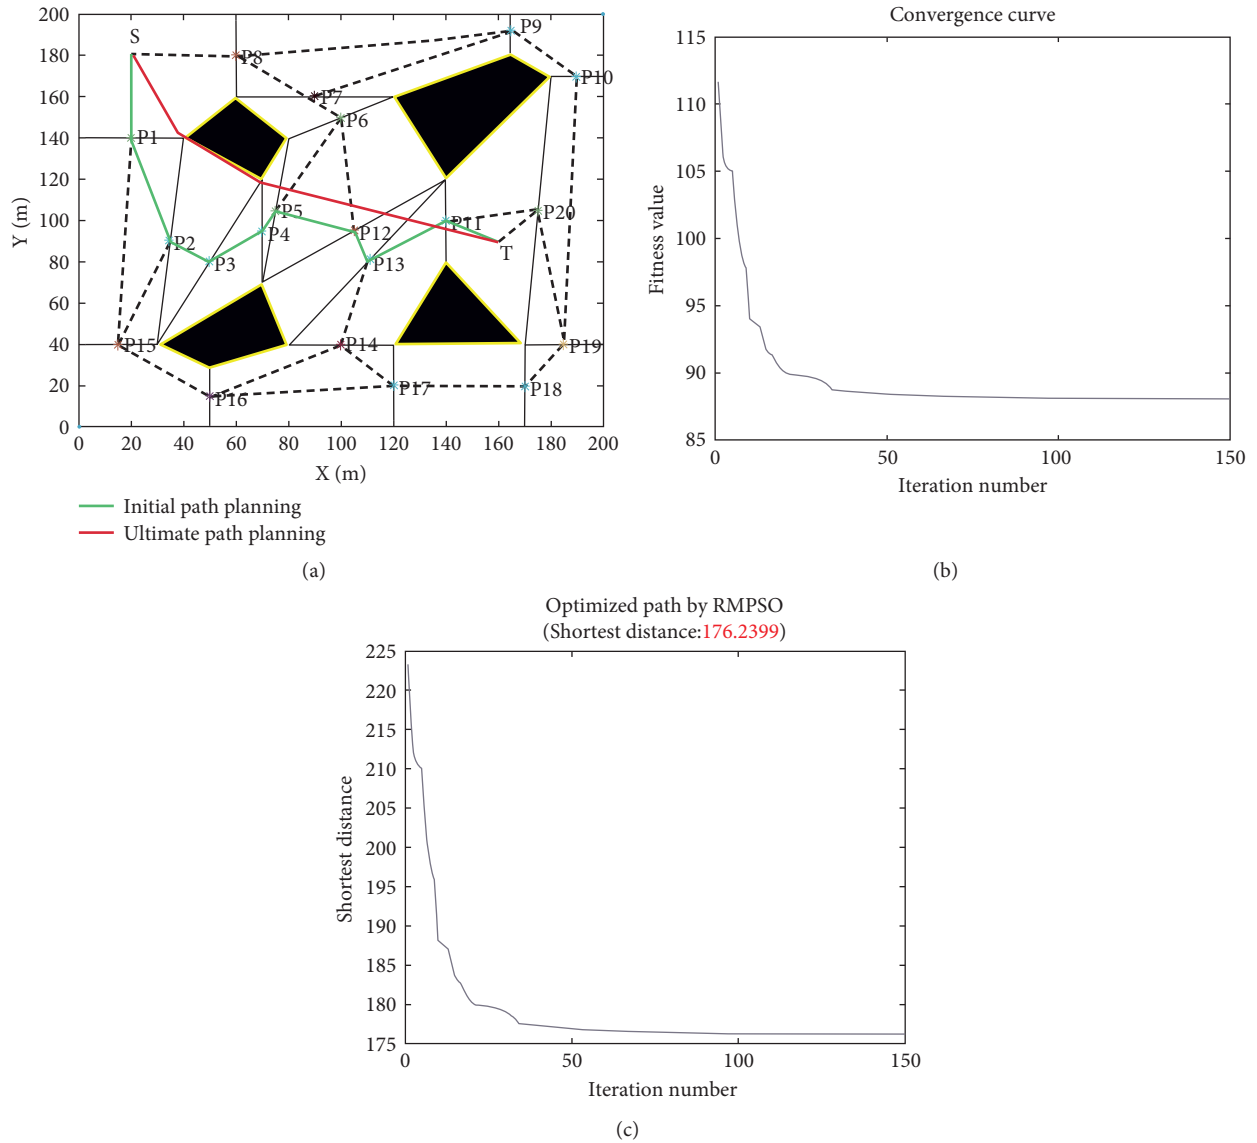 200
180
160
140
120
100
80
60
40
20
0
Y (m)
S
P8
P9
P10
P7
P6
P1
P5
P20
P2
P4
P12
P11
P3
P13
T
P15
P14
P19
P16
P17
P18
0 20 40 60 80 100 120 140 160 180 200
X (m)
Initial path planning
Ultimate path planning
(a)
Convergence curve
115
110
105
100
95
90
85
Fitness value
0 50 100 150
Iteration number
(b)
Optimized path by RMPSO
(Shortest distance:176.2399)
225
220
215
210
205
200
195
190
185
180
175
Shortest distance
0 50 100 150
Iteration number
(c)